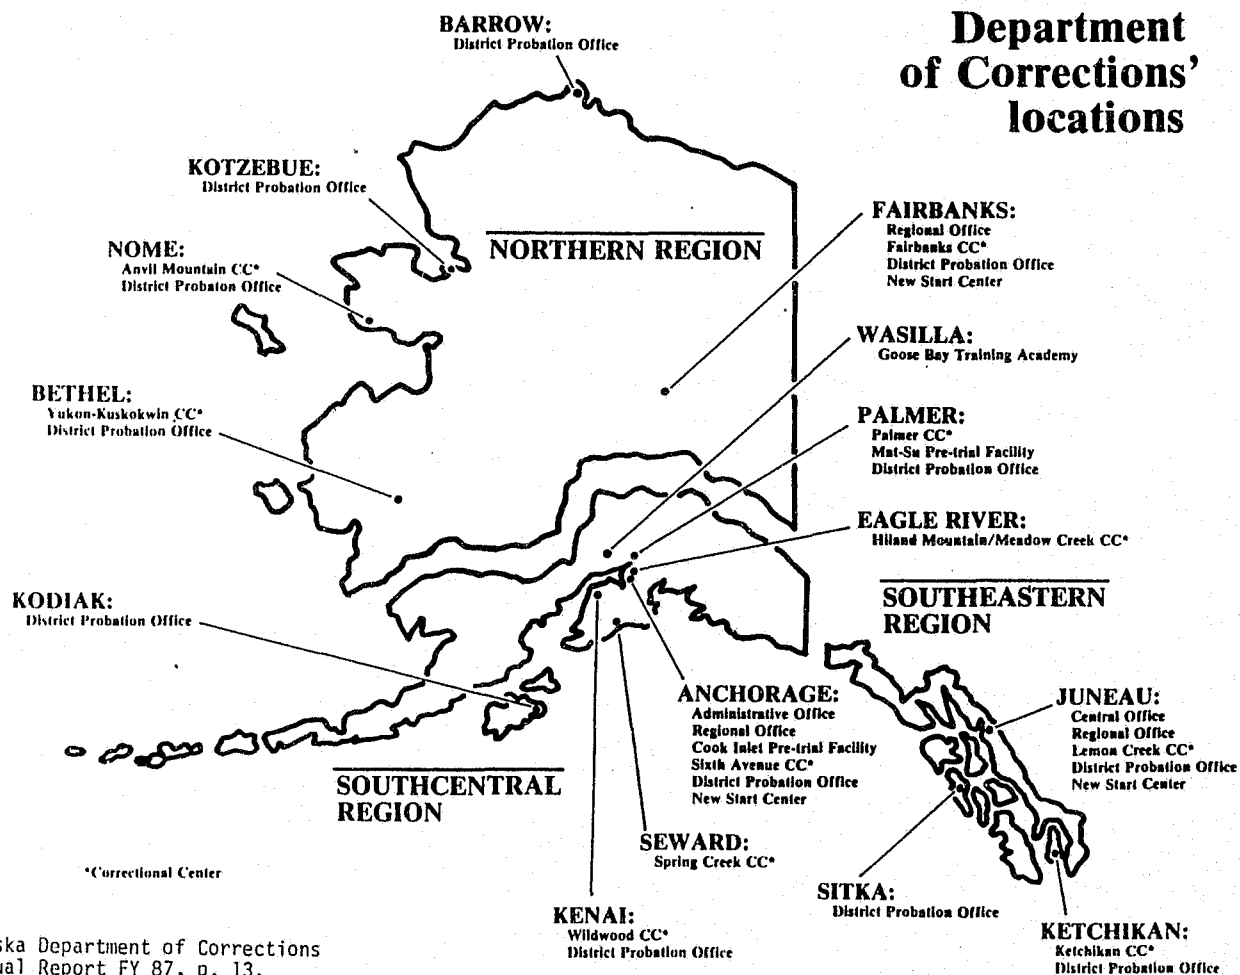 Department
of Corrections'
locations
BARROW:
District Probation Office
KOTZEBUE:
District Probation Office
NORTHERN REGION
NOME:
Anvil Mountain CC*
District Probaton Office
FAIRBANKS:
Regional Office
Fairbanks CC*
District Probation Office
New Start Center
WASILLA:
Goose Bay Training Academy
BETHEL:
Yukon-Kuskokwin CC*
District Probation Office
PALMER:
Palmer CC*
Mat-Su Pre-trial Facility
District Probation Office
EAGLE RIVER:
Hiland Mountain/Meadow Creek CC*
KODIAK:
District Probation Office
SOUTHEASTERN
REGION
ANCHORAGE:
Administrative Office
Regional Office
Cook Inlet Pre-trial Facility
Sixth Avenue CC*
District Probation Office
New Start Center
JUNEAU:
Central Office
Regional Office
Lemon Creek CC*
District Probation Office
New Start Center
SOUTHCENTRAL
REGION
SEWARD:
Spring Creek CC*
*Correctional Center
SITKA:
District Probation Office
KENAI:
Wildwood CC*
District Probation Office
KETCHIKAN:
Ketchikan CC*
District Probation Office
ska Department of Corrections
ual Report FY 87, p. 13.